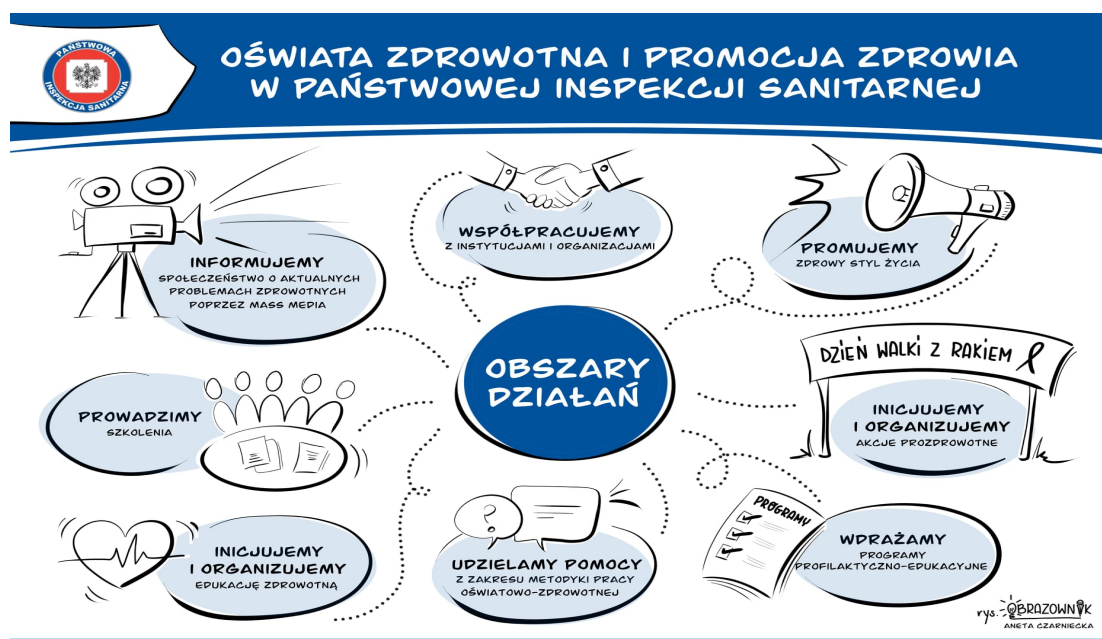 PAŃSTWOWA
INSPEKCJA SANITARNA
OŚWIATA ZDROWOTNA I PROMOCJA ZDROWIA
W PAŃSTWOWEJ INSPEKCJI SANITARNEJ
INFORMUJEMY
SPOŁECZEŃSTWO O AKTUALNYCH
PROBLEMACH ZDROWOTNYCH
POPRZEZ MASS MEDIA
WSPÓŁPRACUJEMY
Z INSTYTUCJAMI I ORGANIZACJAMI
PROMUJEMY
ZDROWY STYL ŻYCIA
OBSZARY
DZIAŁAŃ
PROWADZIMY
SZKOLENIA
DZIEŃ WALKI Z RAKIEM
INICJUJEMY
I ORGANIZUJEMY
AKCJE PROZDROWOTNE
INICJUJEMY
I ORGANIZUJEMY
EDUKACJĘ ZDROWOTNĄ
UDZIELAMY POMOCY
Z ZAKRESU METODYKI PRACY
OŚWIATOWO-ZDROWOTNEJ
PROGRAMY
WDRAŻAMY
PROGRAMY
PROFILAKTYCZNO-EDUKACYJNE
rys. OBRAZOWNIK
ANETA CZARNIECKA